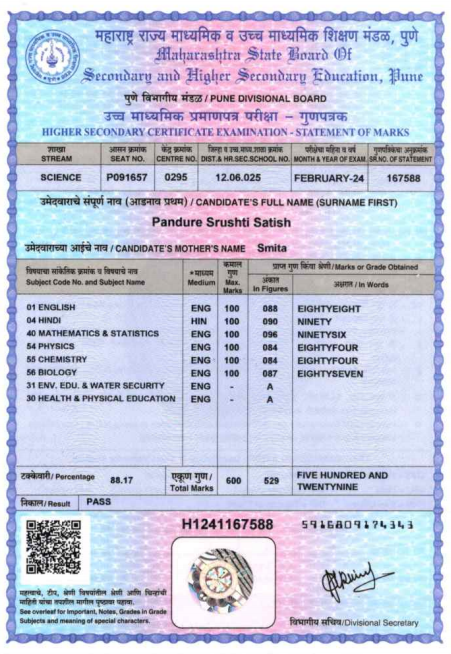 महाराष्ट्र राज्य माध्यमिक व उच्च माध्यमिक शिक्षण मंडळ, पुणे
Maharashtra State Board Of
Secondary and Higher Secondary Education, Pune
पुणे विभागीय मंडळ / PUNE DIVISIONAL BOARD
उच्च माध्यमिक प्रमाणपत्र परीक्षा – गुणपत्रक
HIGHER SECONDARY CERTIFICATE EXAMINATION - STATEMENT OF MARKS
शाखा आसन क्रमांक केंद्र क्रमांक जिल्हा व उच्च.माध्य.शाळा क्रमांक परीक्षेचा महिना व वर्ष गुणपत्रिकेचा अनुक्रमांक
STREAM SEAT NO. CENTRE NO. DIST.& HR.SEC.SCHOOL NO. MONTH & YEAR OF EXAM. SR.NO. OF STATEMENT
SCIENCE P091657 0295 12.06.025 FEBRUARY-24 167588
उमेदवाराचे संपूर्ण नाव (आडनाव प्रथम) / CANDIDATE'S FULL NAME (SURNAME FIRST)
Pandure Srushti Satish
उमेदवाराच्या आईचे नाव / CANDIDATE'S MOTHER'S NAME Smita
विषयाचा सांकेतिक क्रमांक व विषयाचे नाव
Subject Code No. and Subject Name
माध्यम
Medium
कमाल
गुण
Max.
Marks
प्राप्त गुण किंवा श्रेणी / Marks or Grade Obtained
अंकात
In Figures
अक्षरात / In Words
01 ENGLISH ENG 100 088 EIGHTYEIGHT
04 HINDI HIN 100 090 NINETY
40 MATHEMATICS & STATISTICS ENG 100 096 NINETYSIX
54 PHYSICS ENG 100 084 EIGHTYFOUR
55 CHEMISTRY ENG 100 084 EIGHTYFOUR
56 BIOLOGY ENG 100 087 EIGHTYSEVEN
31 ENV. EDU. & WATER SECURITY ENG - A
30 HEALTH & PHYSICAL EDUCATION ENG - A
टक्केवारी / Percentage 88.17 एकूण गुण / Total Marks 600 529 FIVE HUNDRED AND
TWENTYNINE
निकाल / Result PASS
H1241167588 5916809174343
महत्वाचे, टीप, श्रेणी विषयांतील श्रेणी आणि चिन्हांची
माहिती यांचा तपशील मागील पृष्ठावर पहावा.
See overleaf for Important, Notes, Grades in Grade
Subjects and meaning of special characters.
विभागीय सचिव/Divisional Secretary